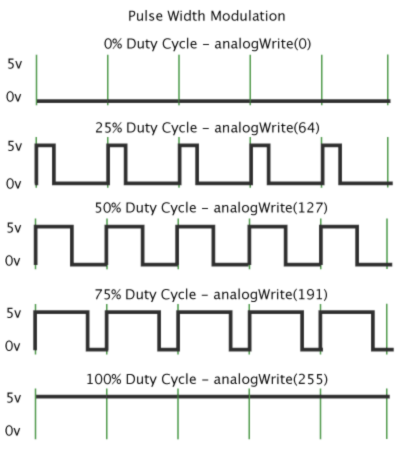 Pulse Width Modulation
0% Duty Cycle – analogWrite(0)
5v
0v
25% Duty Cycle – analogWrite(64)
5v
0v
50% Duty Cycle – analogWrite(127)
5v
0v
75% Duty Cycle – analogWrite(191)
5v
0v
100% Duty Cycle – analogWrite(255)
5v
0v